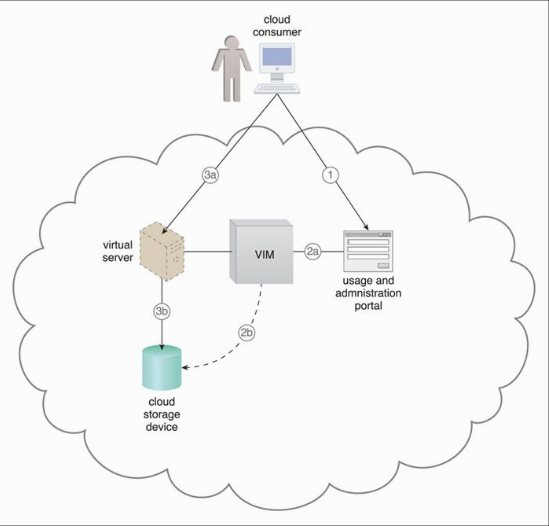 cloud
consumer
3a
1
virtual
server
VIM
2a
usage and
admnistration
portal
3b
2b
cloud
storage
device